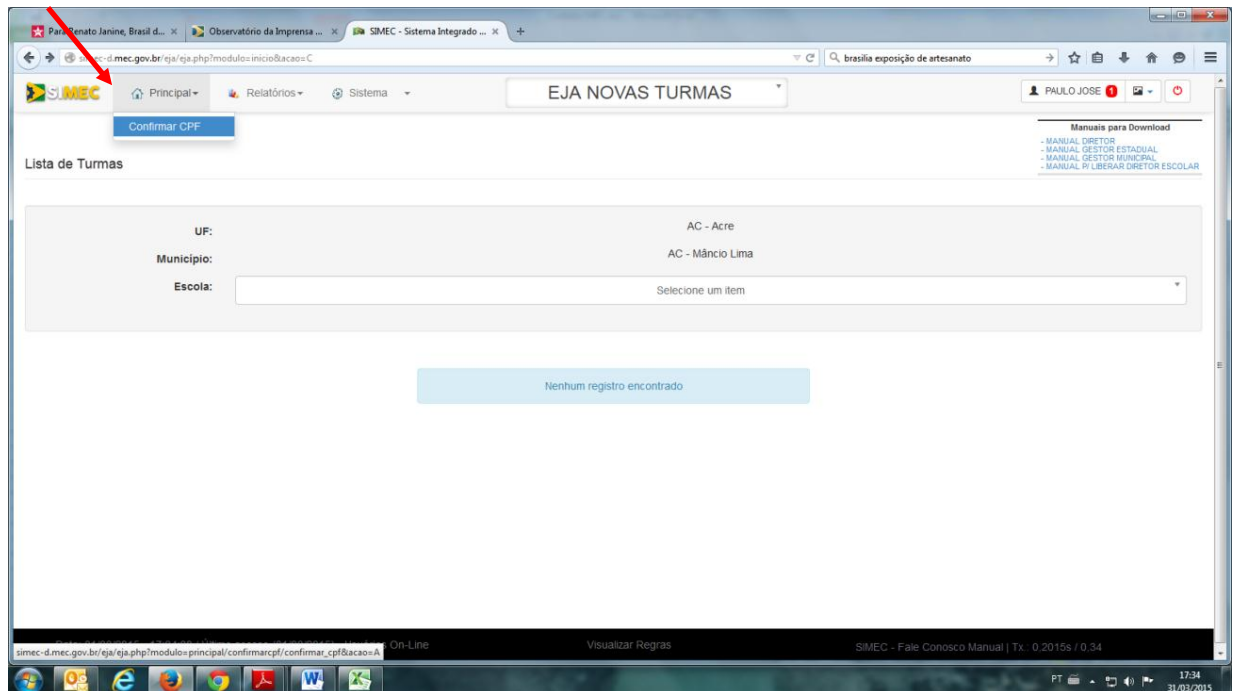 Para Renato Janine, Brasil d... ×
Observatório da Imprensa ... ×
SIMEC - Sistema Integrado ... ×
mec.gov.br/eja/eja.php?modulo=inicio&acao=C
brasilia exposição de artesanato
SIMEC
Principal
Relatórios
Sistema
EJA NOVAS TURMAS
PAULO JOSE 1
Confirmar CPF
Manuais para Download
- MANUAL DIRETOR
- MANUAL GESTOR ESTADUAL
- MANUAL GESTOR MUNICIPAL
- MANUAL P/ LIBERAR DIRETOR ESCOLAR
Lista de Turmas
UF: AC - Acre
Município: AC - Mâncio Lima
Escola: Selecione um item
Nenhum registro encontrado
On-Line
Visualizar Regras
SIMEC - Fale Conosco Manual | Tx.: 0,2015s / 0,34
simec-d.mec.gov.br/eja/eja.php?modulo=principal/confirmarcpf/confirmar_cpf&acao=A
PT
17:34
31/03/2015